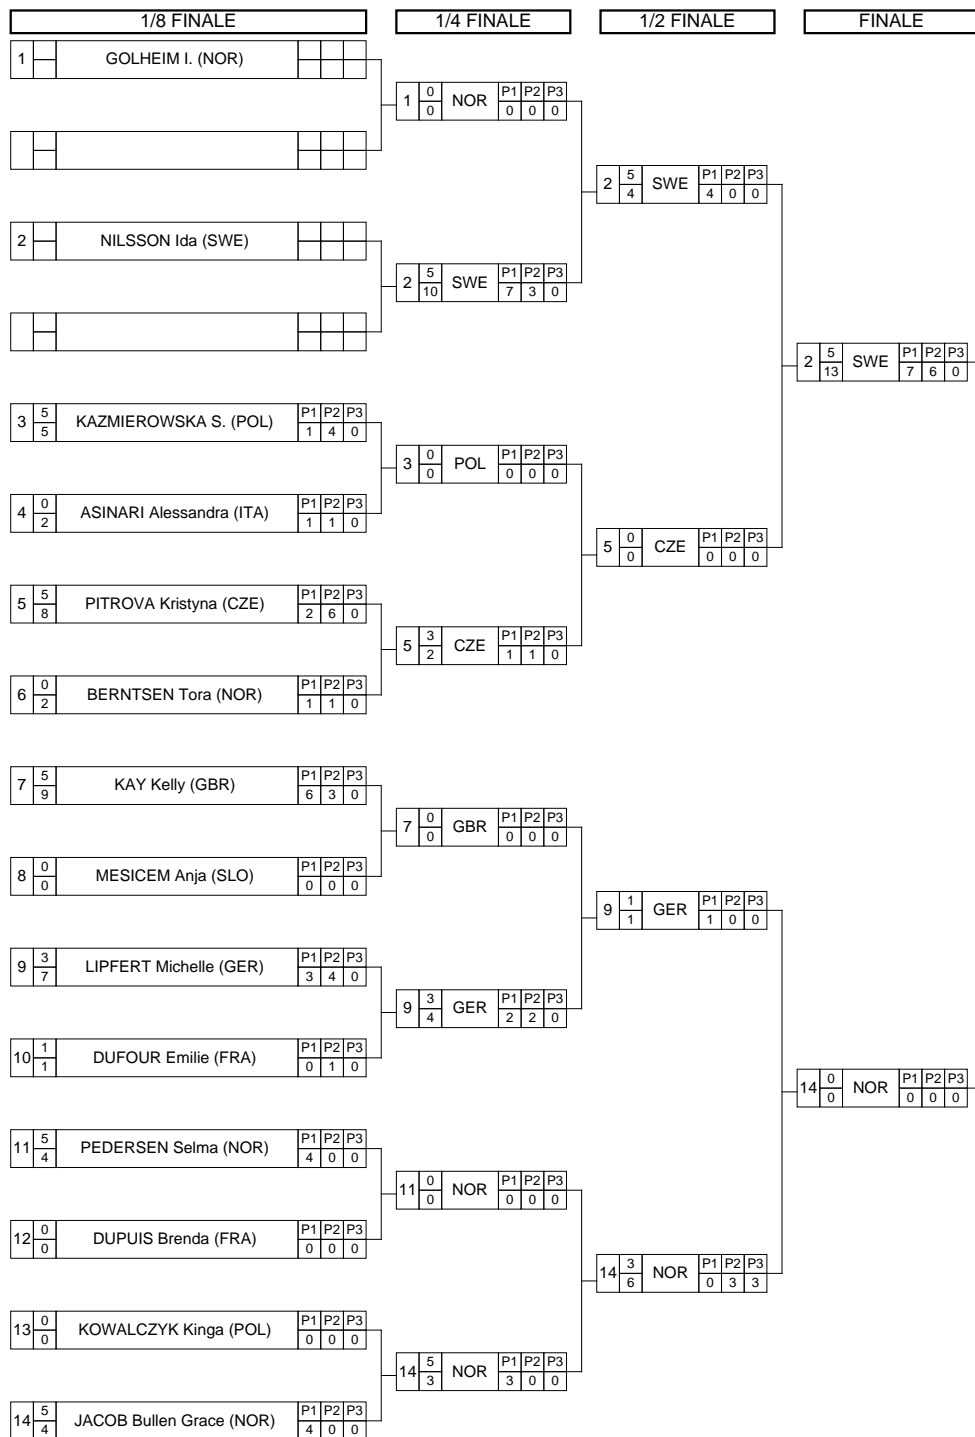 1/8 FINALE 1/4 FINALE 1/2 FINALE FINALE
1 GOLHEIM I. (NOR)
1 0 NOR P1 P2 P3
0 0 0 0
2 5 SWE P1 P2 P3
4 4 0 0
2 NILSSON Ida (SWE)
2 5 SWE P1 P2 P3
10 7 3 0
2 5 SWE P1 P2 P3
13 7 6 0
3 5 KAZMIEROWSKA S. (POL) P1 P2 P3
5 1 4 0
3 0 POL P1 P2 P3
0 0 0 0
4 0 ASINARI Alessandra (ITA) P1 P2 P3
2 1 1 0
5 0 CZE P1 P2 P3
0 0 0 0
5 5 PITROVA Kristyna (CZE) P1 P2 P3
8 2 6 0
5 3 CZE P1 P2 P3
2 1 1 0
6 0 BERNTSEN Tora (NOR) P1 P2 P3
2 1 1 0
7 5 KAY Kelly (GBR) P1 P2 P3
9 6 3 0
7 0 GBR P1 P2 P3
0 0 0 0
8 0 MESICEM Anja (SLO) P1 P2 P3
0 0 0 0
9 1 GER P1 P2 P3
1 1 0 0
9 3 LIPFERT Michelle (GER) P1 P2 P3
7 3 4 0
9 3 GER P1 P2 P3
4 2 2 0
10 1 DUFOUR Emilie (FRA) P1 P2 P3
1 0 1 0
14 0 NOR P1 P2 P3
0 0 0 0
11 5 PEDERSEN Selma (NOR) P1 P2 P3
4 4 0 0
11 0 NOR P1 P2 P3
0 0 0 0
12 0 DUPUIS Brenda (FRA) P1 P2 P3
0 0 0 0
14 3 NOR P1 P2 P3
6 0 3 3
13 0 KOWALCZYK Kinga (POL) P1 P2 P3
0 0 0 0
14 5 NOR P1 P2 P3
3 3 0 0
14 5 JACOB Bullen Grace (NOR) P1 P2 P3
4 4 0 0